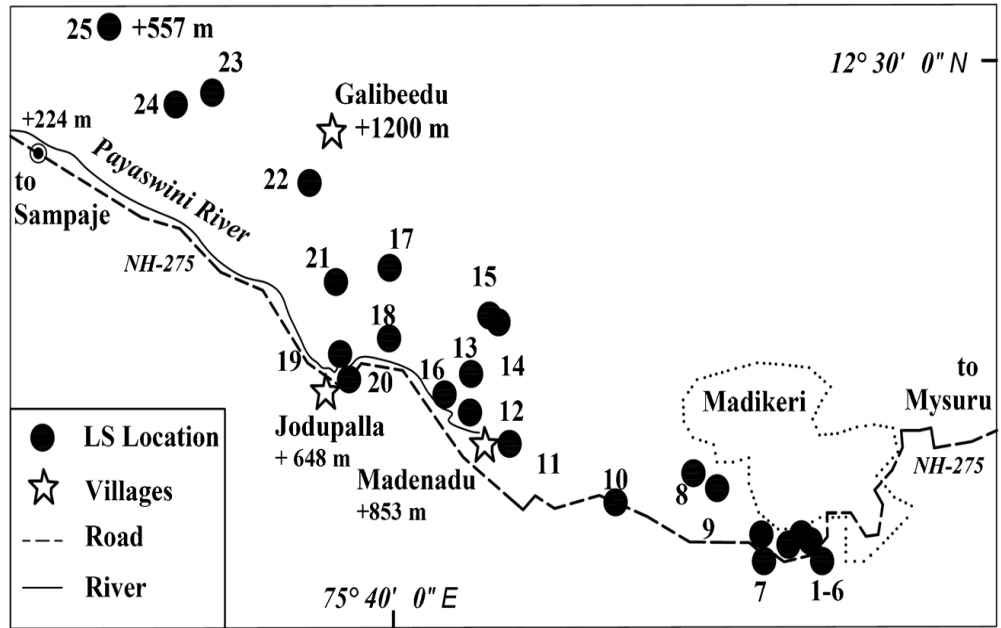 25 +557 m
23
12° 30' 0" N
24
Galibeedu
+1200 m
+224 m
to
Sampaje
Payaswini River
22
NH-275
21
17
15
18
19
20
13
14
16
12
to
Mysuru
Madikeri
NH-275
Jodupalla
+ 648 m
Madenadu
+853 m
11
10
8
9
7
1-6
LS Location
Villages
Road
River
75° 40' 0" E